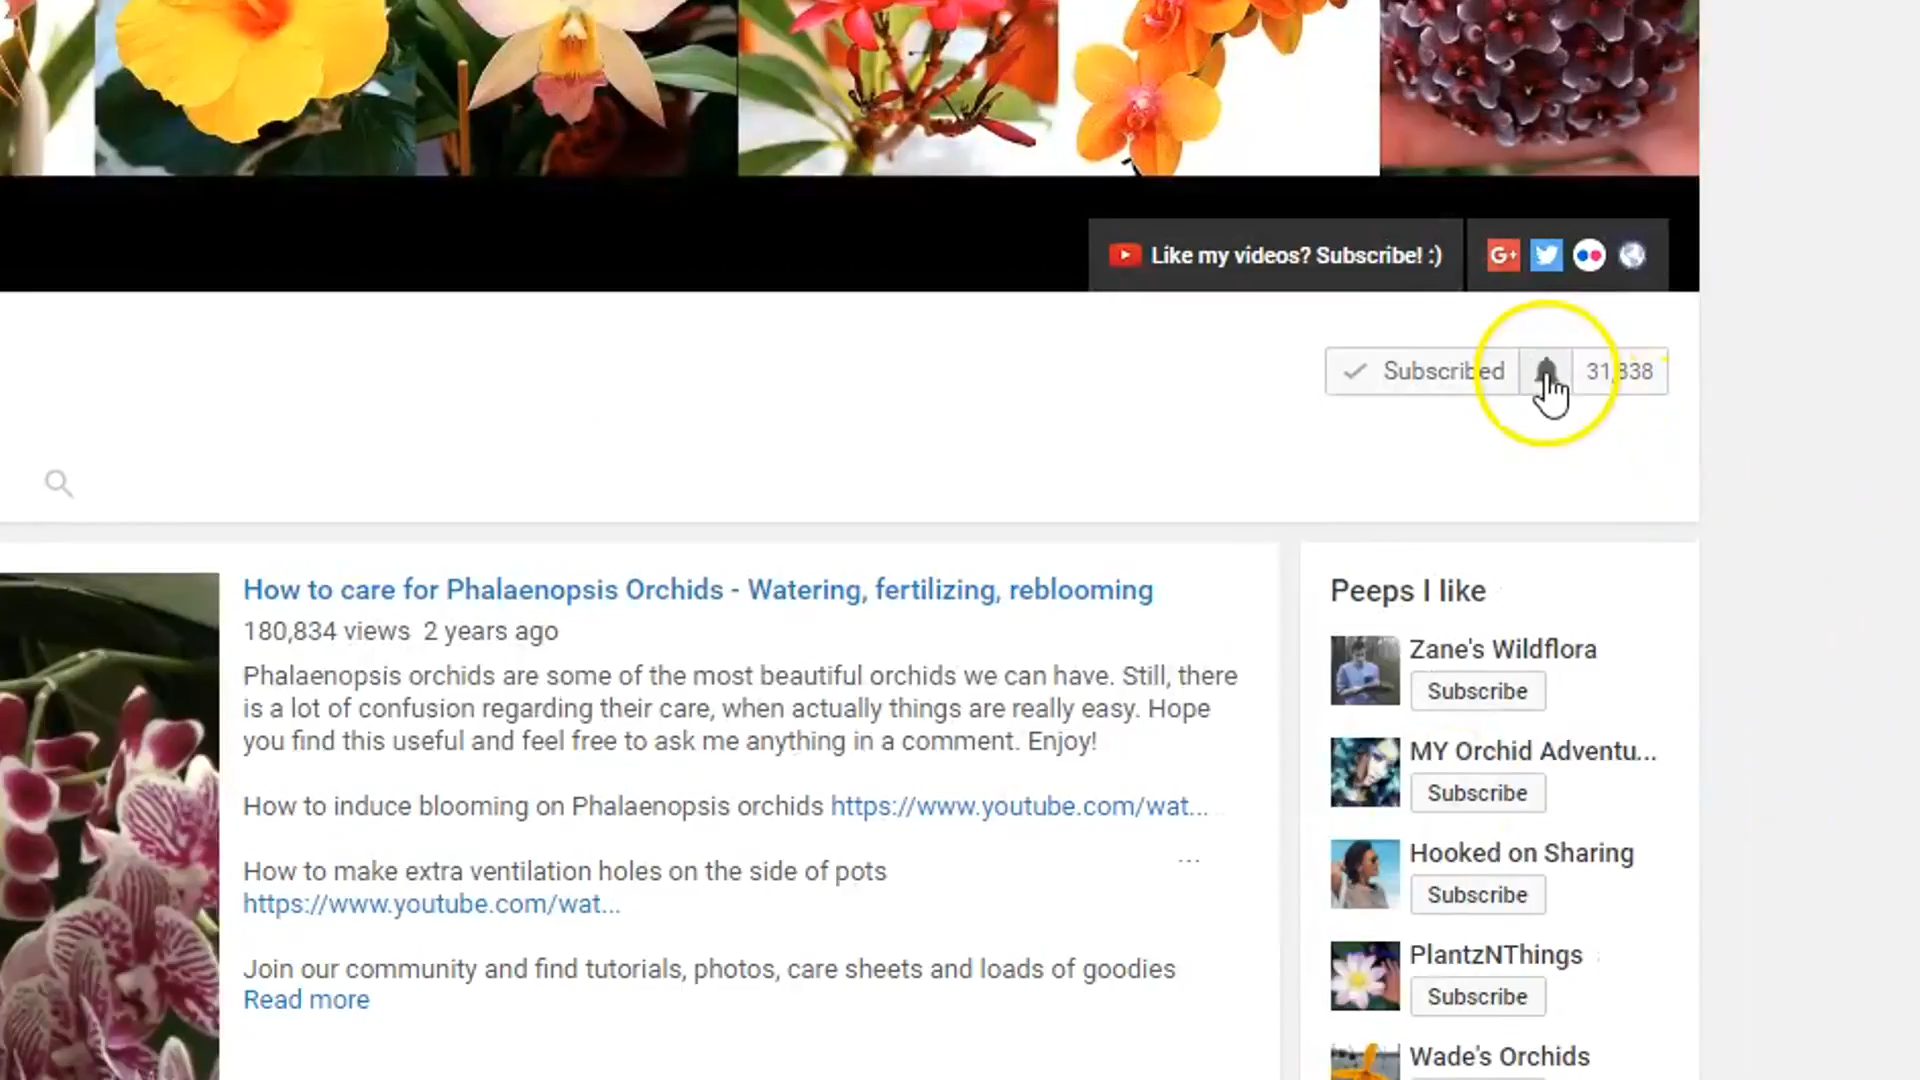 Like my videos? Subscribe! :)
G+
Subscribed
31,338
How to care for Phalaenopsis Orchids - Watering, fertilizing, reblooming
180,834 views 2 years ago
Phalaenopsis orchids are some of the most beautiful orchids we can have. Still, there
is a lot of confusion regarding their care, when actually things are really easy. Hope
you find this useful and feel free to ask me anything in a comment. Enjoy!
How to induce blooming on Phalaenopsis orchids https://www.youtube.com/wat...
How to make extra ventilation holes on the side of pots
https://www.youtube.com/wat...
Join our community and find tutorials, photos, care sheets and loads of goodies
...
Read more
Peeps I like
Zane's Wildflora
Subscribe
MY Orchid Adventu...
Subscribe
Hooked on Sharing
Subscribe
PlantzNThings
Subscribe
Wade's Orchids